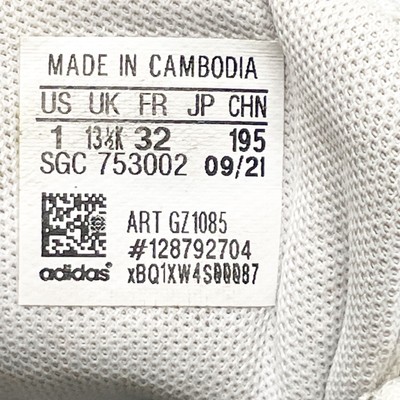 MADE IN CAMBODIA
US UK FR JP CHN
1 13½K 32 195
SGC 753002 09/21
ART GZ1085
#128792704
adidas xBQ1XW4S00087